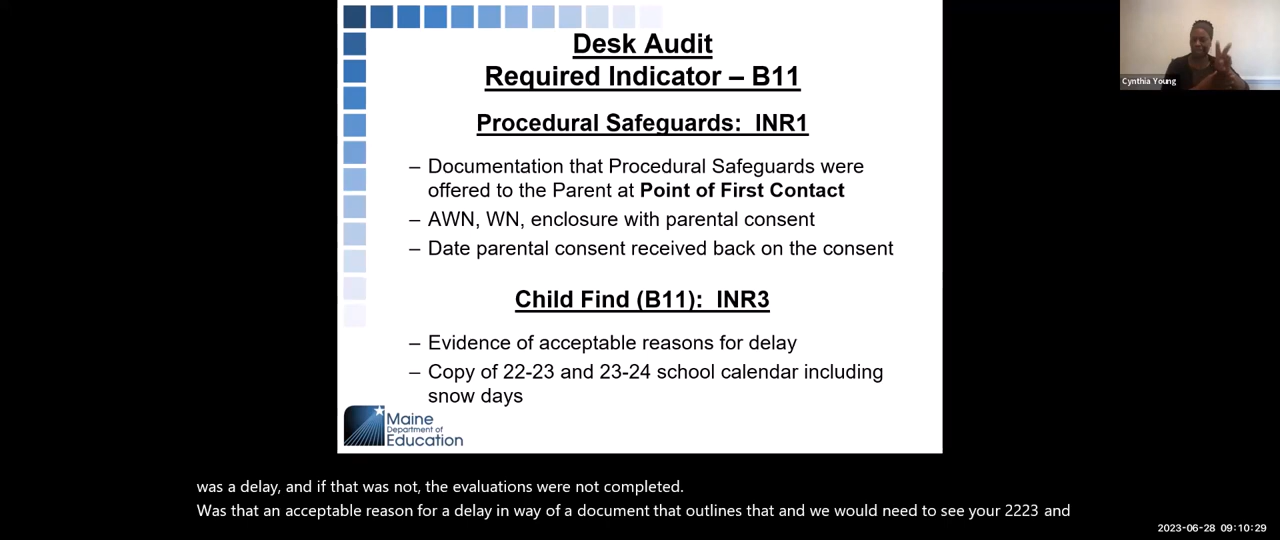 Desk Audit
Required Indicator – B11
Procedural Safeguards: INR1
– Documentation that Procedural Safeguards were
offered to the Parent at Point of First Contact
– AWN, WN, enclosure with parental consent
– Date parental consent received back on the consent
Child Find (B11): INR3
– Evidence of acceptable reasons for delay
– Copy of 22-23 and 23-24 school calendar including
snow days
Maine
Department of
Education
Cynthia Young
was a delay, and if that was not, the evaluations were not completed.
Was that an acceptable reason for a delay in way of a document that outlines that and we would need to see your 2223 and
2023-06-28 09:10:29